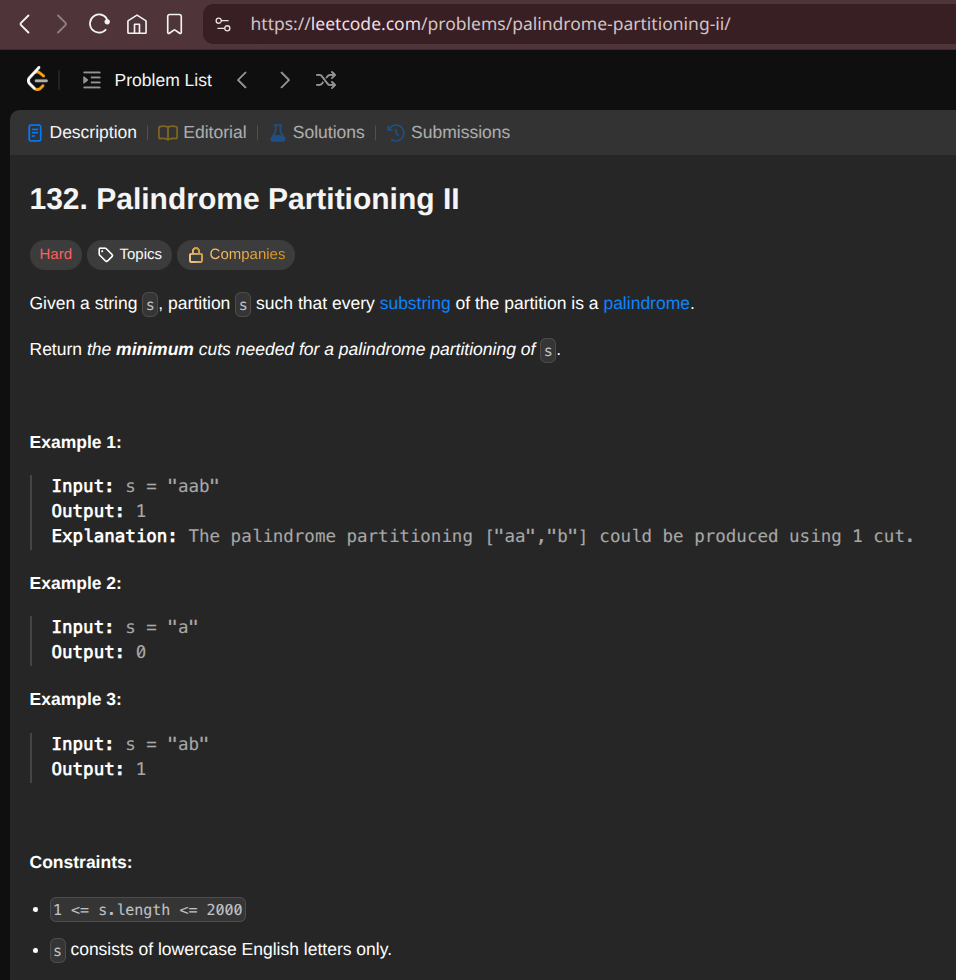 https://leetcode.com/problems/palindrome-partitioning-ii/
Problem List
Description Editorial Solutions Submissions
132. Palindrome Partitioning II
Hard Topics Companies
Given a string s, partition s such that every substring of the partition is a palindrome.
Return the minimum cuts needed for a palindrome partitioning of s.
Example 1:
Input: s = "aab"
Output: 1
Explanation: The palindrome partitioning ["aa","b"] could be produced using 1 cut.
Example 2:
Input: s = "a"
Output: 0
Example 3:
Input: s = "ab"
Output: 1
Constraints:
• 1 <= s.length <= 2000
• s consists of lowercase English letters only.